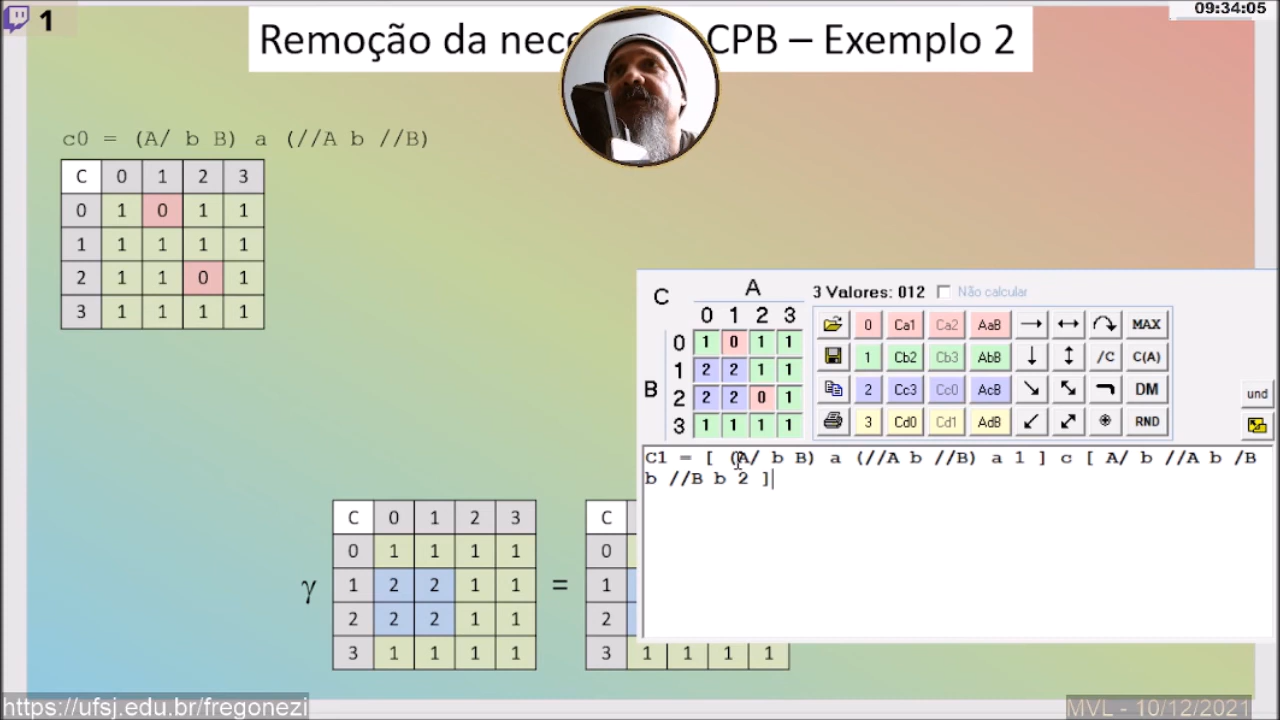 1
09:34:05
Remoção da nece CPB – Exemplo 2
c0 = (A/ b B) a (//A b //B)
C 0 1 2 3
0 1 0 1 1
1 1 1 1 1
2 1 1 0 1
3 1 1 1 1
C A
0 1 2 3
B
0 1 0 1 1
1 2 2 1 1
2 2 2 0 1
3 1 1 1 1
3 Valores: 012 Não calcular
0 Ca1 Ca2 AaB MAX
1 Cb2 Cb3 AbB /C C(A)
2 Cc3 Cc0 AcB DM
3 Cd0 Cd1 AdB RND
und
C1 = [ (A/ b B) a (//A b //B) a 1 ] c [ A/ b //A b /B
b //B b 2 ]
γ
C 0 1 2 3
0 1 1 1 1
1 2 2 1 1
2 2 2 1 1
3 1 1 1 1
=
C
0
1
2
3 1 1 1 1
https://ufsj.edu.br/fregonezi
MVL - 10/12/2021